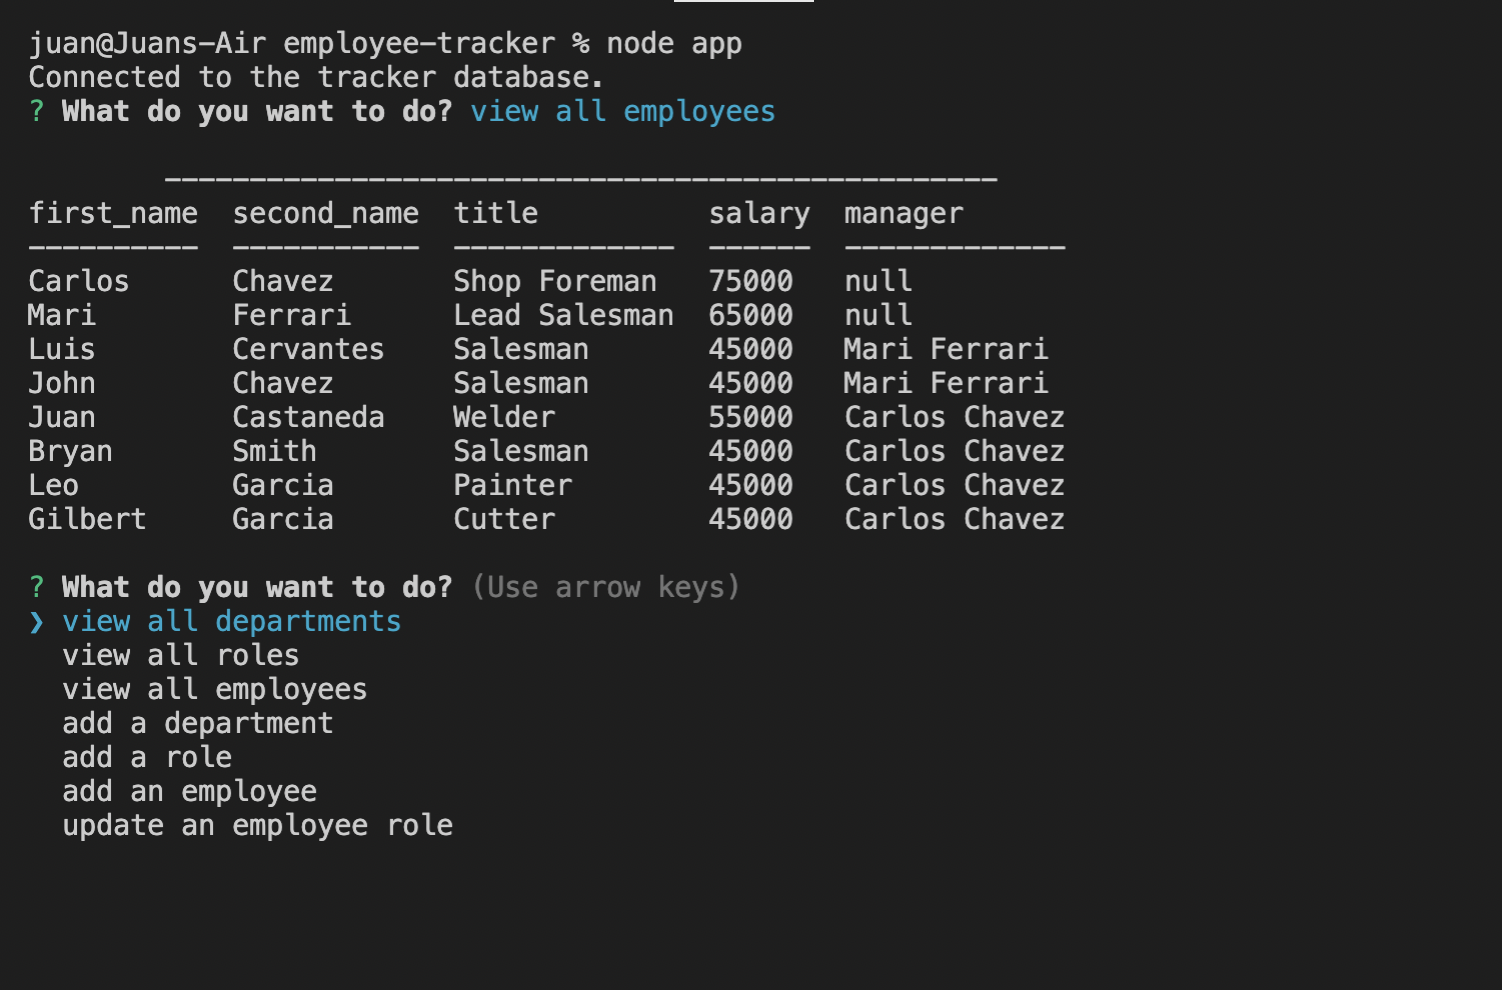 juan@Juans-Air employee-tracker % node app
Connected to the tracker database.
? What do you want to do? view all employees
        -------------------------------------------------
first_name  second_name  title          salary  manager
----------  -----------  -------------  ------  -------------
Carlos      Chavez       Shop Foreman   75000   null
Mari        Ferrari      Lead Salesman  65000   null
Luis        Cervantes    Salesman       45000   Mari Ferrari
John        Chavez       Salesman       45000   Mari Ferrari
Juan        Castaneda    Welder         55000   Carlos Chavez
Bryan       Smith        Salesman       45000   Carlos Chavez
Leo         Garcia       Painter        45000   Carlos Chavez
Gilbert     Garcia       Cutter         45000   Carlos Chavez
? What do you want to do? (Use arrow keys)
❯ view all departments
  view all roles
  view all employees
  add a department
  add a role
  add an employee
  update an employee role